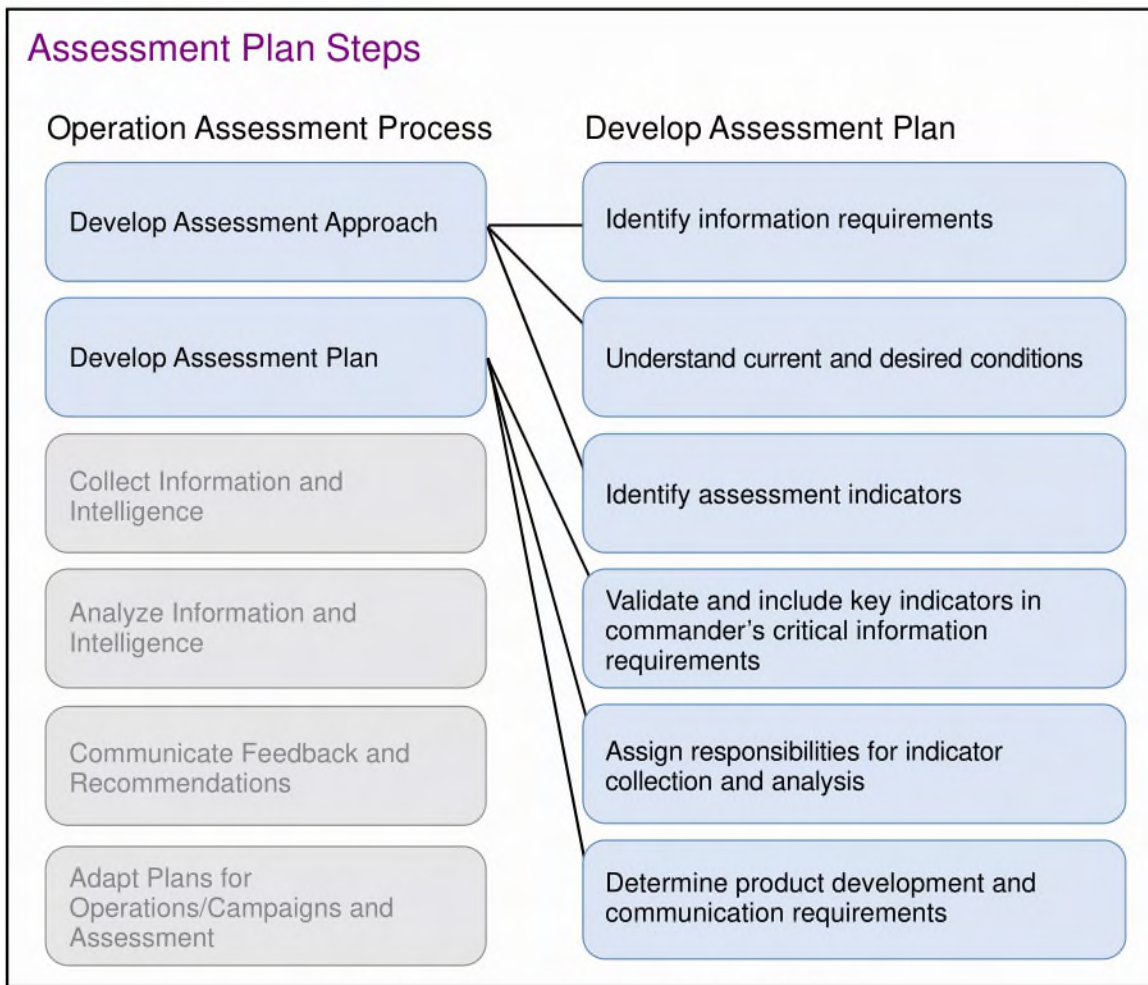 Assessment Plan Steps
Operation Assessment Process
Develop Assessment Approach
Develop Assessment Plan
Collect Information and
Intelligence
Analyze Information and
Intelligence
Communicate Feedback and
Recommendations
Adapt Plans for
Operations/Campaigns and
Assessment
Develop Assessment Plan
Identify information requirements
Understand current and desired conditions
Identify assessment indicators
Validate and include key indicators in
commander's critical information
requirements
Assign responsibilities for indicator
collection and analysis
Determine product development and
communication requirements